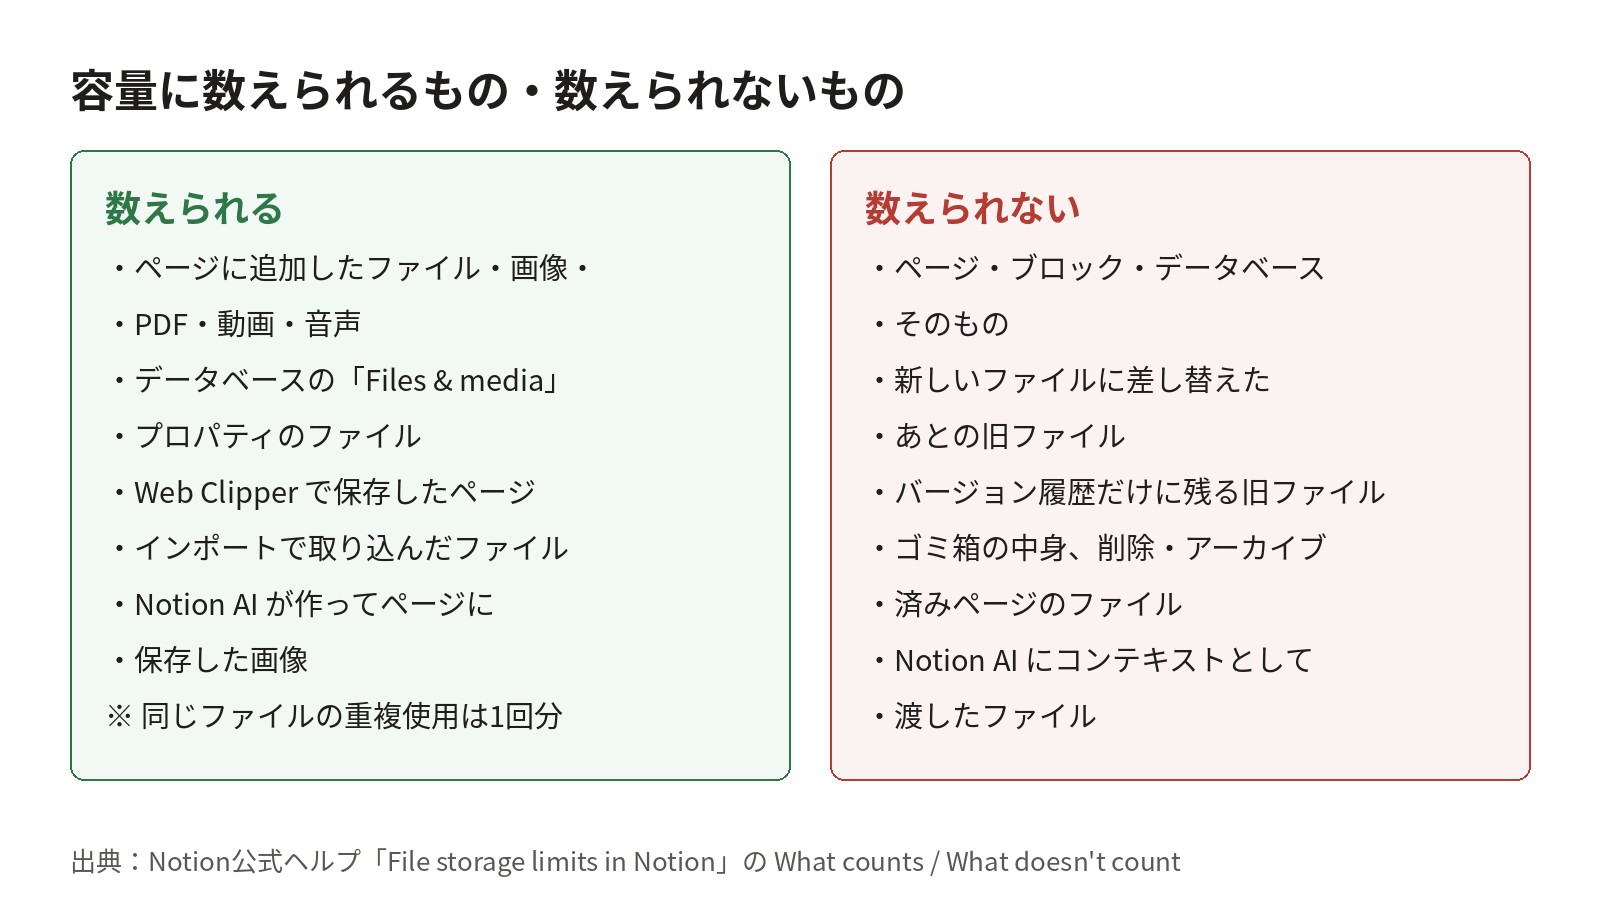 容量に数えられるもの・数えられないもの
数えられる
・ページに追加したファイル・画像・
・PDF・動画・音声
・データベースの「Files & media」
・プロパティのファイル
・Web Clipper で保存したページ
・インポートで取り込んだファイル
・Notion AI が作ってページに
・保存した画像
※ 同じファイルの重複使用は1回分
数えられない
・ページ・ブロック・データベース
・そのもの
・新しいファイルに差し替えた
・あとの旧ファイル
・バージョン履歴だけに残る旧ファイル
・ゴミ箱の中身、削除・アーカイブ
・済みページのファイル
・Notion AI にコンテキストとして
・渡したファイル
出典：Notion公式ヘルプ「File storage limits in Notion」の What counts / What doesn't count